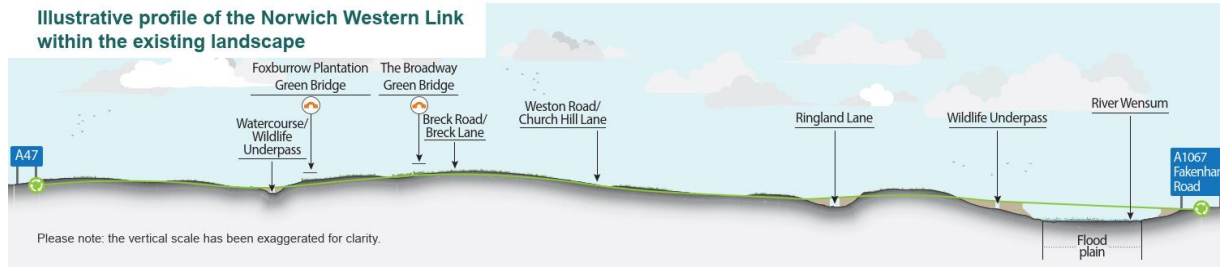 Illustrative profile of the Norwich Western Link
within the existing landscape
Foxburrow Plantation
Green Bridge
The Broadway
Green Bridge
Watercourse/
Wildlife
Underpass
Breck Road/
Breck Lane
Weston Road/
Church Hill Lane
Ringland Lane
Wildlife Underpass
River Wensum
A47
A1067
Fakenhar
Road
Please note: the vertical scale has been exaggerated for clarity.
Flood
plain